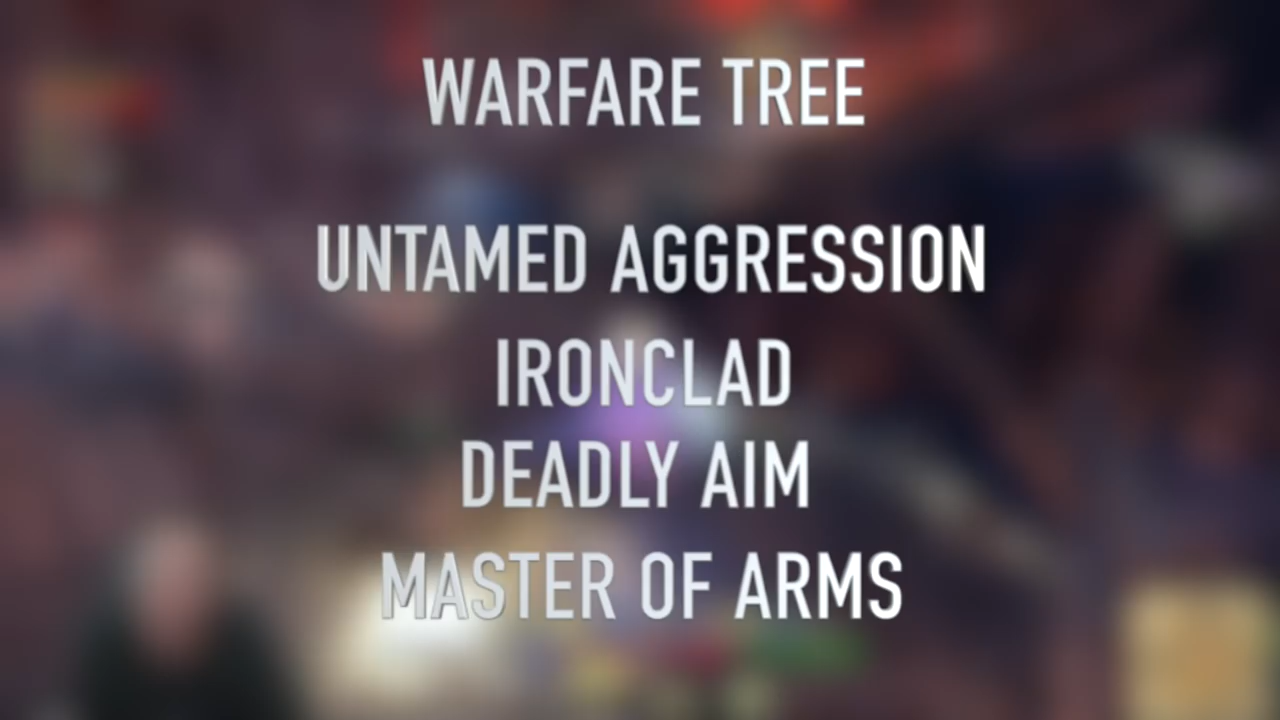 WARFARE TREE
UNTAMED AGGRESSION
IRONCLAD
DEADLY AIM
MASTER OF ARMS